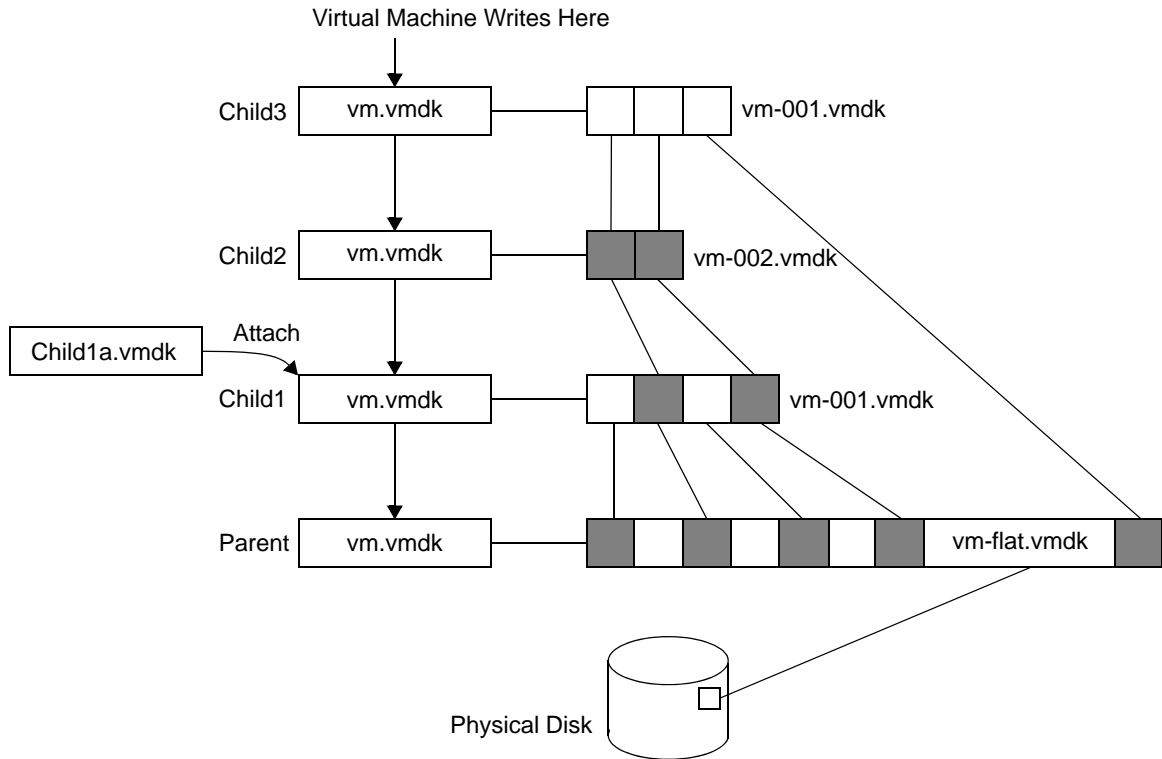 Virtual Machine Writes Here
Child3
vm.vmdk
vm-001.vmdk
Child2
vm.vmdk
vm-002.vmdk
Child1a.vmdk
Attach
Child1
vm.vmdk
vm-001.vmdk
Parent
vm.vmdk
vm-flat.vmdk
Physical Disk